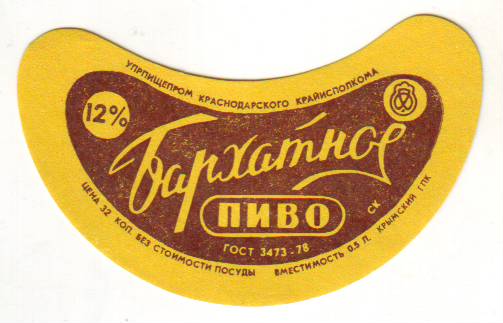 УПРПИЩЕПРОМ КРАСНОДАРСКОГО КРАЙИСПОЛКОМА
12%
Бархатное
ПИВО
СК
ГОСТ 3473-78
ЦЕНА 32 КОП. БЕЗ СТОИМОСТИ ПОСУДЫ ВМЕСТИМОСТЬ 0,5 Л. КРЫМСКИЙ ГПК